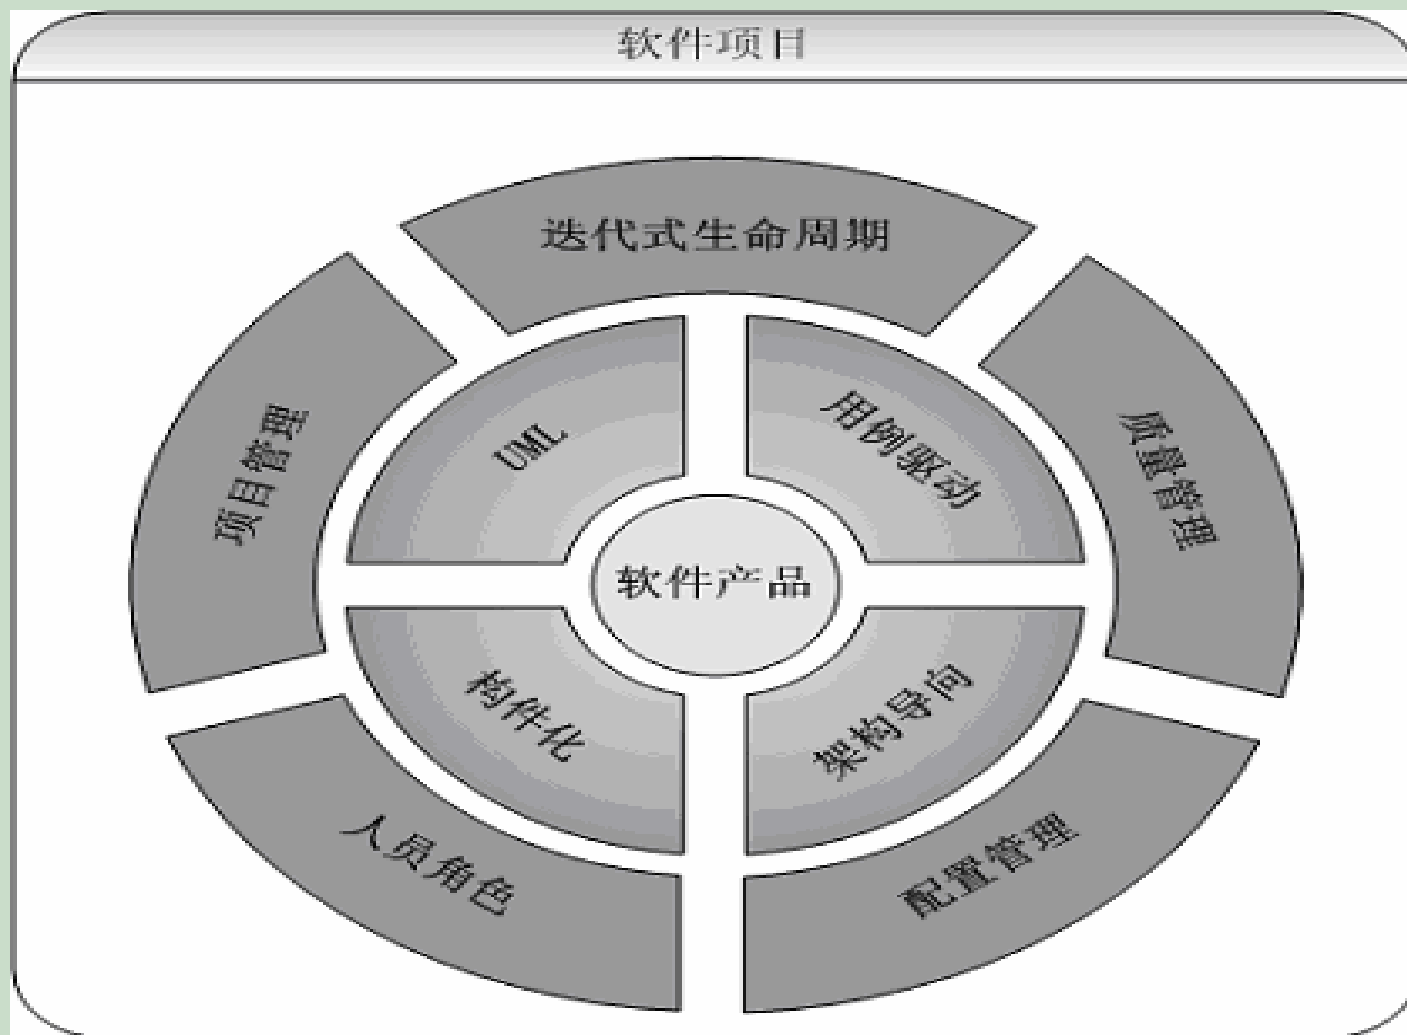 软件项目
迭代式生命周期
项目管理
质量管理
UML
用例驱动
软件产品
构件化
架构导向
人员角色
配置管理